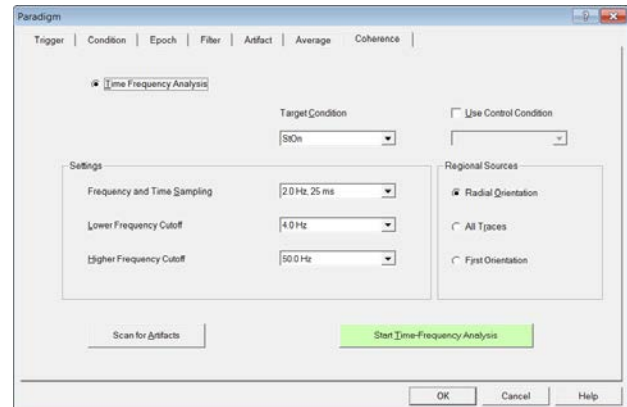 Paradigm
Trigger | Condition | Epoch | Filter | Artifact | Average | Coherence |
Time Frequency Analysis
Target Condition
Use Control Condition
StOn
Settings
Regional Sources
Frequency and Time Sampling
2.0 Hz, 25 ms
Radial Orientation
Lower Frequency Cutoff
4.0 Hz
All Traces
Higher Frequency Cutoff
50.0 Hz
First Orientation
Scan for Artifacts
Start Time-Frequency Analysis
OK
Cancel
Help